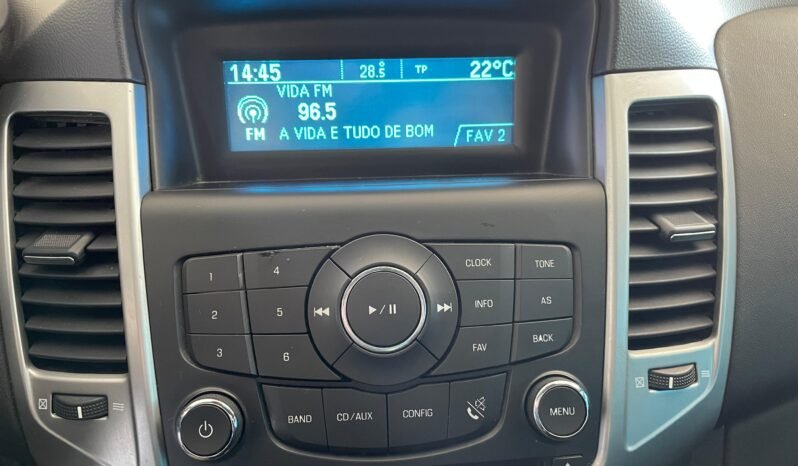 14:45 28.5 TP 22°C
VIDA FM
96.5
FM A VIDA E TUDO DE BOM FAV 2
1 4 CLOCK TONE
2 5 INFO AS
3 6 FAV BACK
BAND CD/AUX CONFIG MENU